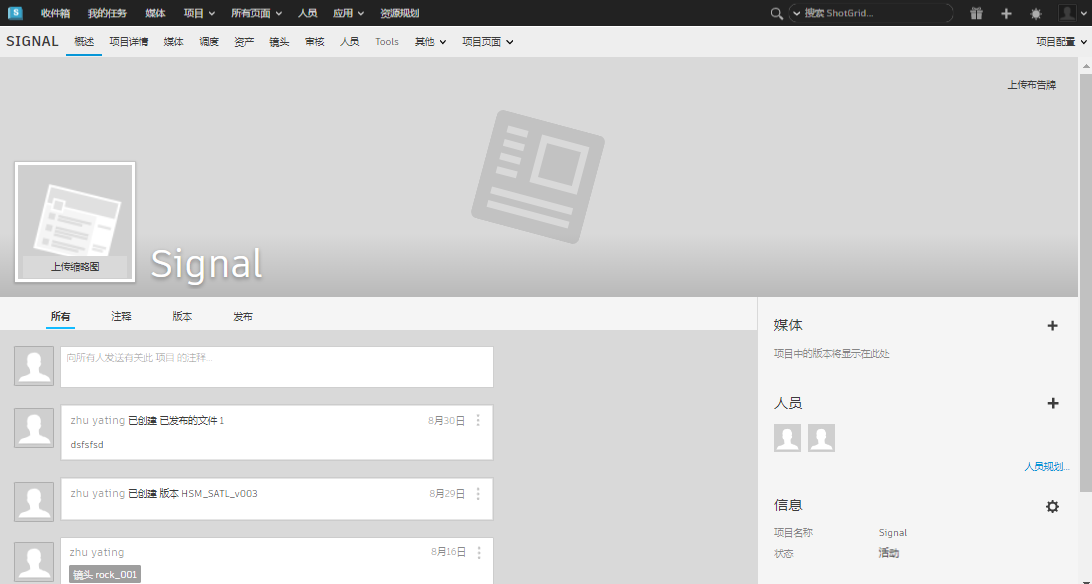 收件箱 我的任务 媒体 项目 所有页面 人员 应用 资源规划 搜索 ShotGrid...
SIGNAL 概述 项目详情 媒体 调度 资产 镜头 审核 人员 Tools 其他 项目页面 项目配置
上传布告牌
上传缩略图
Signal
所有 注释 版本 发布
向所有人发送有关此 项目 的注释...
zhu yating 已创建 已发布的文件 1 8月30日
dsfsfsd
zhu yating 已创建 版本 HSM_SATL_v003 8月29日
zhu yating 8月16日
镜头 rock_001
媒体
项目中的版本将显示在此处
人员
人员规划...
信息
项目名称 Signal
状态 活动